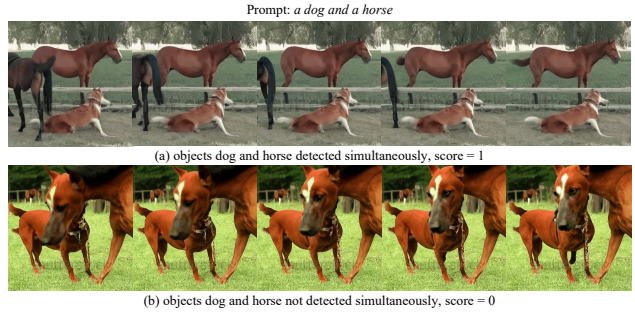 Prompt: a dog and a horse
(a) objects dog and horse detected simultaneously, score = 1
(b) objects dog and horse not detected simultaneously, score = 0